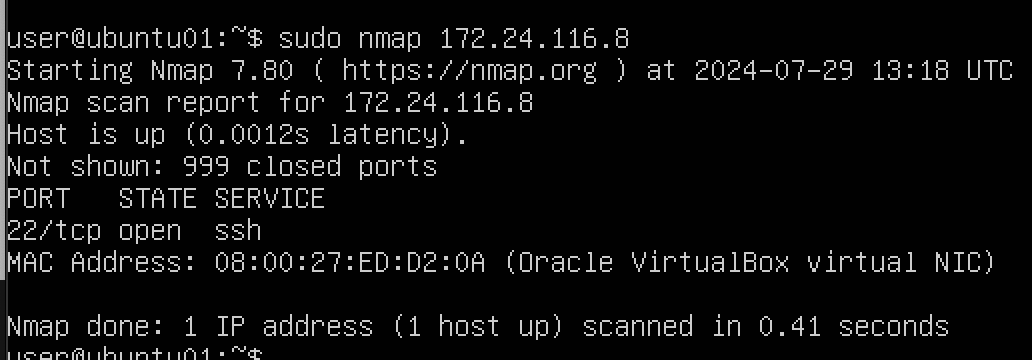 user@ubuntu01:~$ sudo nmap 172.24.116.8
Starting Nmap 7.80 ( https://nmap.org ) at 2024-07-29 13:18 UTC
Nmap scan report for 172.24.116.8
Host is up (0.0012s latency).
Not shown: 999 closed ports
PORT   STATE SERVICE
22/tcp open  ssh
MAC Address: 08:00:27:ED:D2:0A (Oracle VirtualBox virtual NIC)
Nmap done: 1 IP address (1 host up) scanned in 0.41 seconds
user@ubuntu01:~$